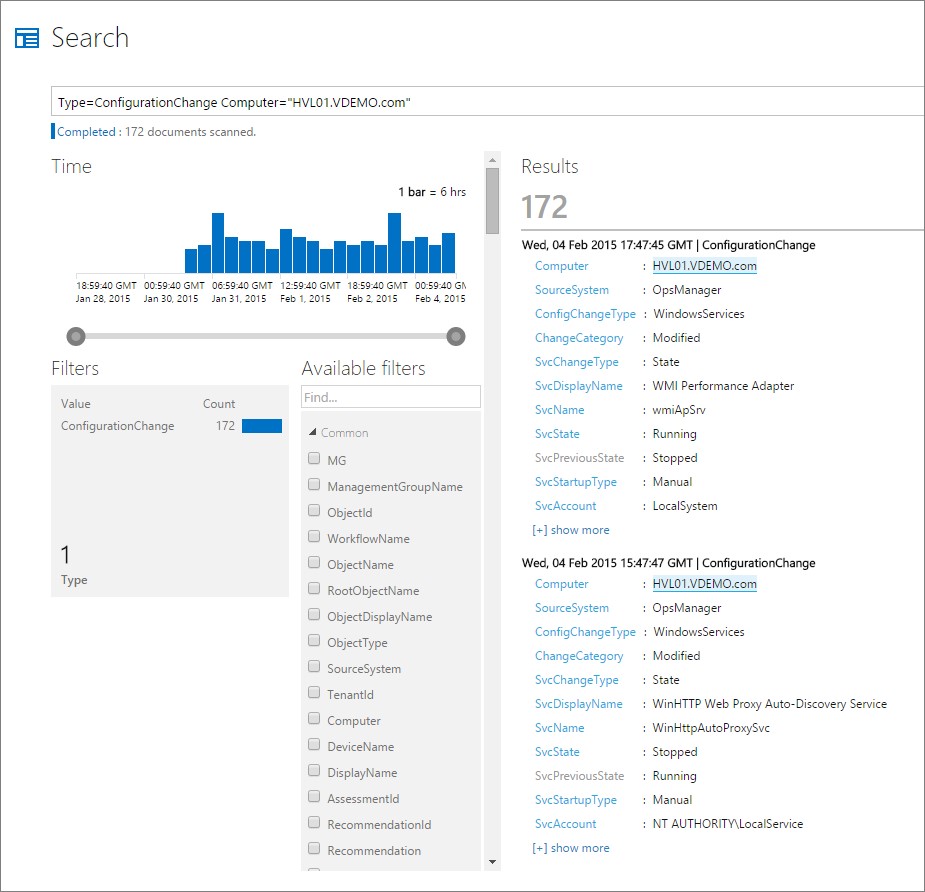 Search
Type=ConfigurationChange Computer="HVL01.VDEMO.com"
Completed : 172 documents scanned.
Time
1 bar = 6 hrs
18:59:40 GMT 00:59:40 GMT 06:59:40 GMT 12:59:40 GMT 18:59:40 GMT 00:59:40 GM
Jan 28, 2015 Jan 30, 2015 Jan 31, 2015 Feb 1, 2015 Feb 2, 2015 Feb 4, 2015
Filters
Value Count
ConfigurationChange 172
1
Type
Available filters
Find...
Common
MG
ManagementGroupName
ObjectId
WorkflowName
ObjectName
RootObjectName
ObjectDisplayName
ObjectType
SourceSystem
TenantId
Computer
DeviceName
DisplayName
AssessmentId
RecommendationId
Recommendation
Results
172
Wed, 04 Feb 2015 17:47:45 GMT | ConfigurationChange
Computer : HVL01.VDEMO.com
SourceSystem : OpsManager
ConfigChangeType : WindowsServices
ChangeCategory : Modified
SvcChangeType : State
SvcDisplayName : WMI Performance Adapter
SvcName : wmiApSrv
SvcState : Running
SvcPreviousState : Stopped
SvcStartupType : Manual
SvcAccount : LocalSystem
[+] show more
Wed, 04 Feb 2015 15:47:47 GMT | ConfigurationChange
Computer : HVL01.VDEMO.com
SourceSystem : OpsManager
ConfigChangeType : WindowsServices
ChangeCategory : Modified
SvcChangeType : State
SvcDisplayName : WinHTTP Web Proxy Auto-Discovery Service
SvcName : WinHttpAutoProxySvc
SvcState : Stopped
SvcPreviousState : Running
SvcStartupType : Manual
SvcAccount : NT AUTHORITY\LocalService
[+] show more